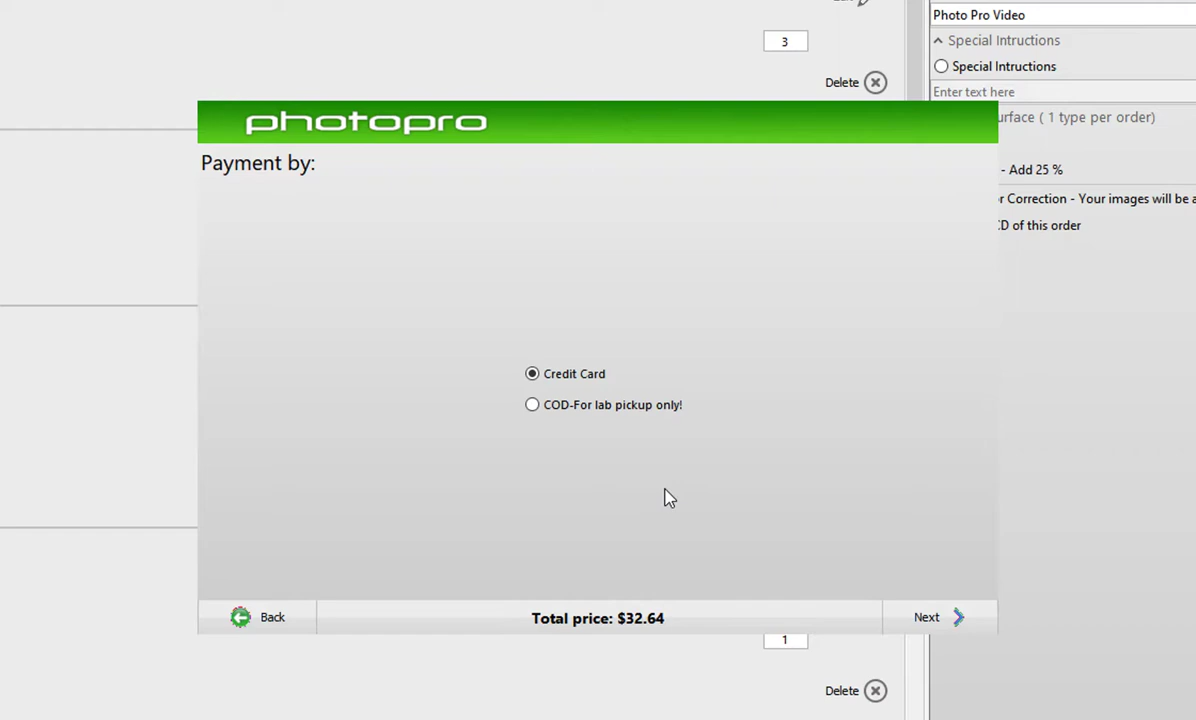 3
Delete
Photo Pro Video
Special Intructions
Special Intructions
Enter text here
urface ( 1 type per order)
- Add 25 %
r Correction - Your images will be a
CD of this order
photopro
Payment by:
Credit Card
COD-For lab pickup only!
Back
Total price: $32.64
Next
1
Delete